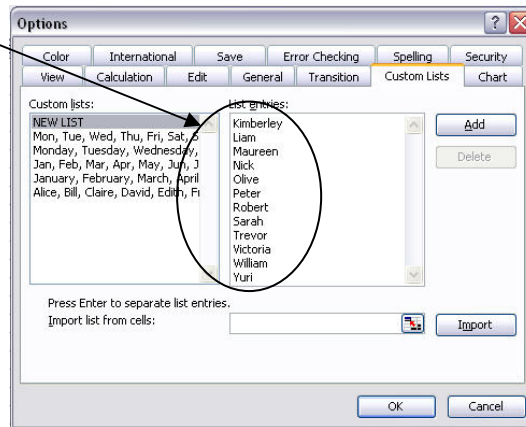 Options
Color International Save Error Checking Spelling Security
View Calculation Edit General Transition Custom Lists Chart
Custom lists:
NEW LIST
Mon, Tue, Wed, Thu, Fri, Sat, S
Monday, Tuesday, Wednesday,
Jan, Feb, Mar, Apr, May, Jun, J
January, February, March, April
Alice, Bill, Claire, David, Edith, Fr
List entries:
Kimberley
Liam
Maureen
Nick
Olive
Peter
Robert
Sarah
Trevor
Victoria
William
Yuri
Add
Delete
Press Enter to separate list entries.
Import list from cells:
Import
OK Cancel